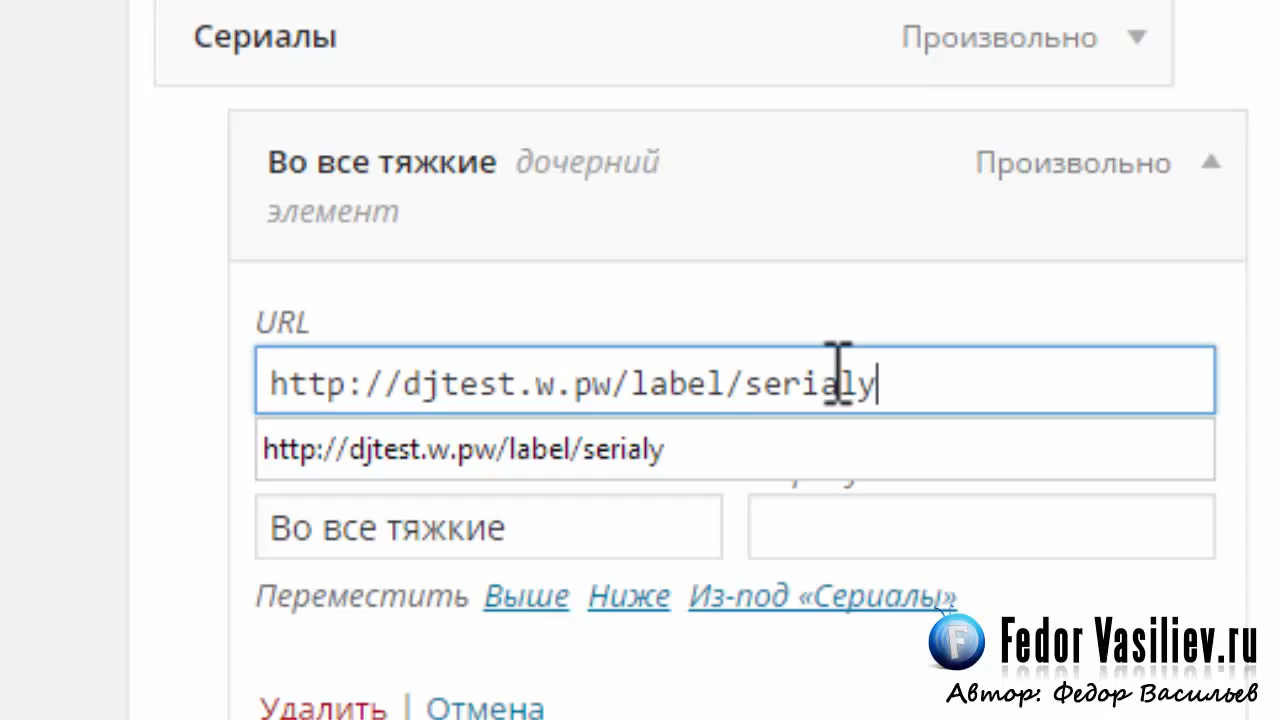 Сериалы Произвольно
Во все тяжкие дочерний Произвольно
элемент
URL
http://djtest.w.pw/label/serialy
http://djtest.w.pw/label/serialy
Во все тяжкие
Переместить Выше Ниже Из-под «Сериалы»
F Fedor Vasiliev.ru
Автор: Федор Васильев
Удалить | Отмена